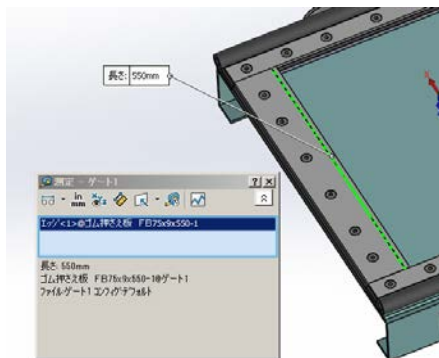 長さ: 550mm
測定 - ゲート1
in
mm
エッジ<1>@ゴム押さえ板 FB75x9x550-1
長さ: 550mm
ゴム押さえ板 FB75x9x550-1@ゲート1
ファイル:ゲート1 コンフィグ:デフォルト